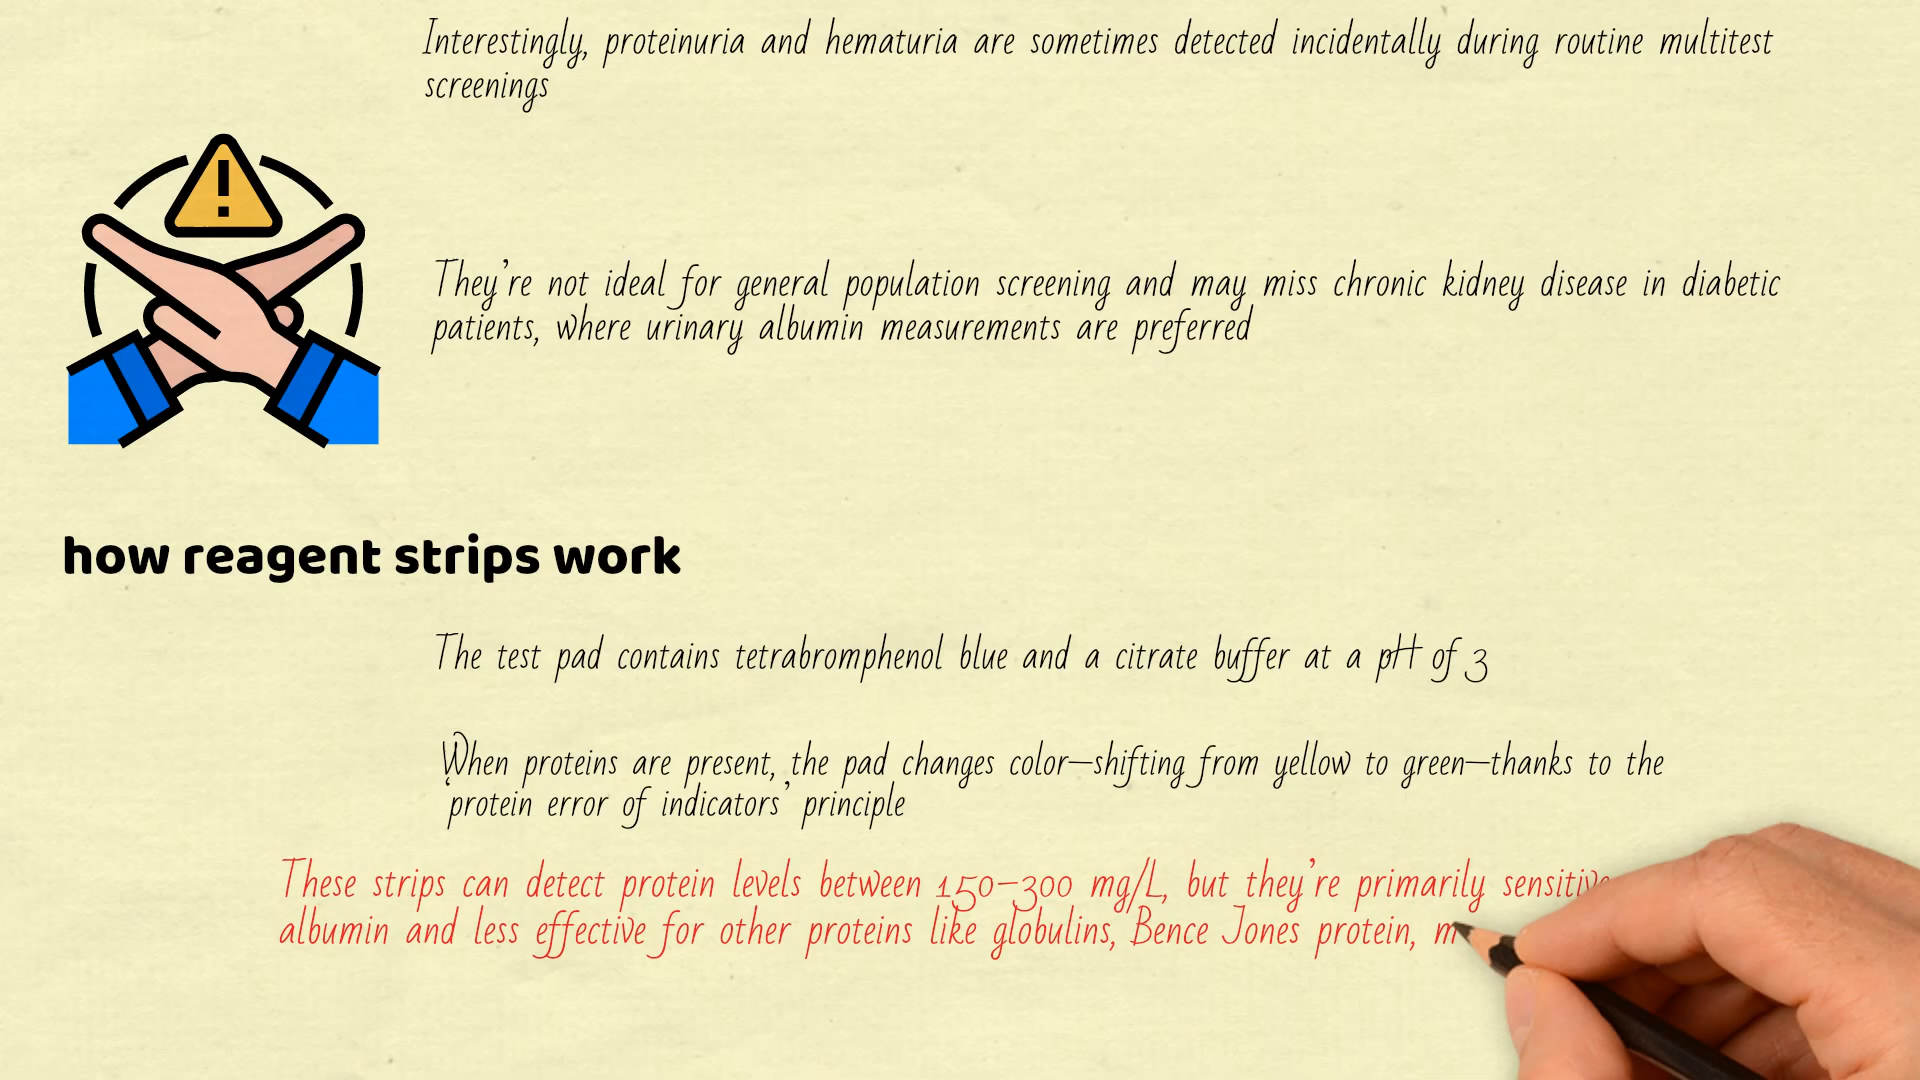 Interestingly, proteinuria and hematuria are sometimes detected incidentally during routine multitest
screenings
They're not ideal for general population screening and may miss chronic kidney disease in diabetic
patients, where urinary albumin measurements are preferred
how reagent strips work
The test pad contains tetrabromphenol blue and a citrate buffer at a pH of 3
When proteins are present, the pad changes color—shifting from yellow to green—thanks to the
‘protein error of indicators’ principle
These strips can detect protein levels between 150–300 mg/L, but they're primarily sensitive
albumin and less effective for other proteins like globulins, Bence Jones protein, m